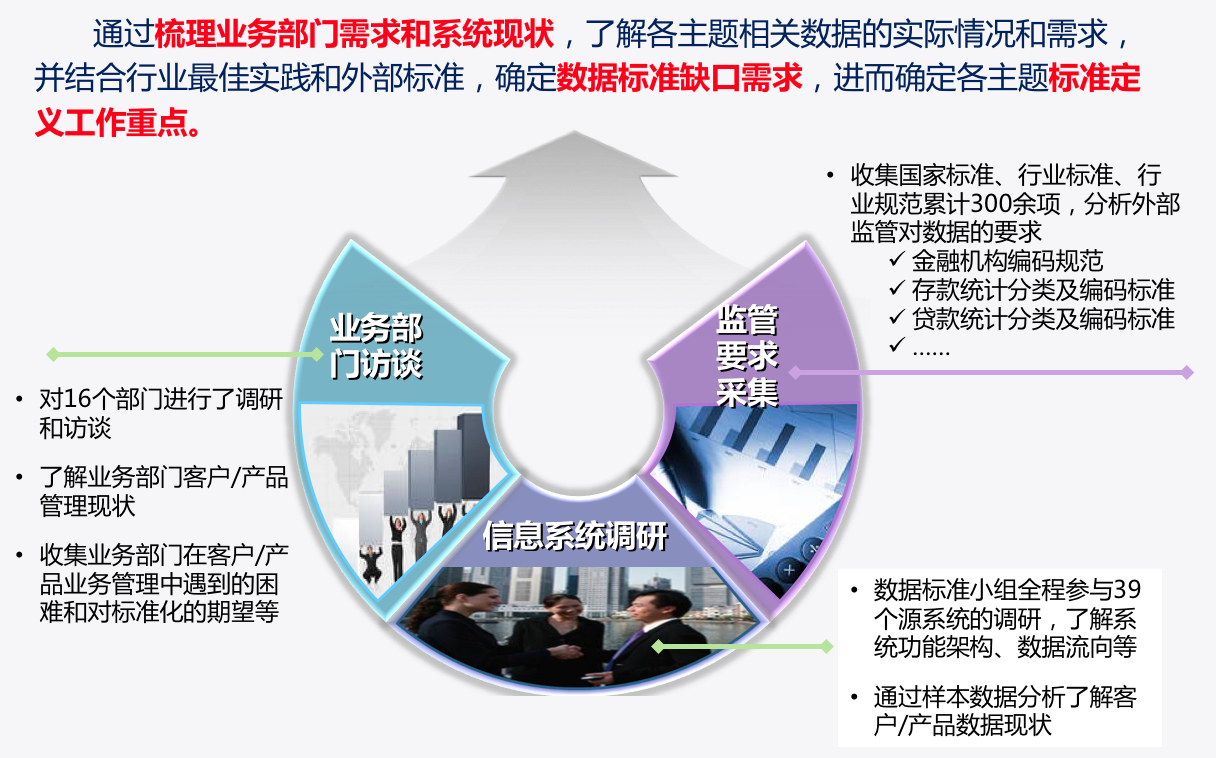 通过梳理业务部门需求和系统现状，了解各主题相关数据的实际情况和需求，
并结合行业最佳实践和外部标准，确定数据标准缺口需求，进而确定各主题标准定
义工作重点。
• 收集国家标准、行业标准、行
业规范累计300余项，分析外部
监管对数据的要求
✓ 金融机构编码规范
✓ 存款统计分类及编码标准
✓ 贷款统计分类及编码标准
✓ ......
业务部
门访谈
监管
要求
采集
• 对16个部门进行了调研
和访谈
• 了解业务部门客户/产品
管理现状
• 收集业务部门在客户/产
品业务管理中遇到的困
难和对标准化的期望等
信息系统调研
• 数据标准小组全程参与39
个源系统的调研，了解系
统功能架构、数据流向等
• 通过样本数据分析了解客
户/产品数据现状